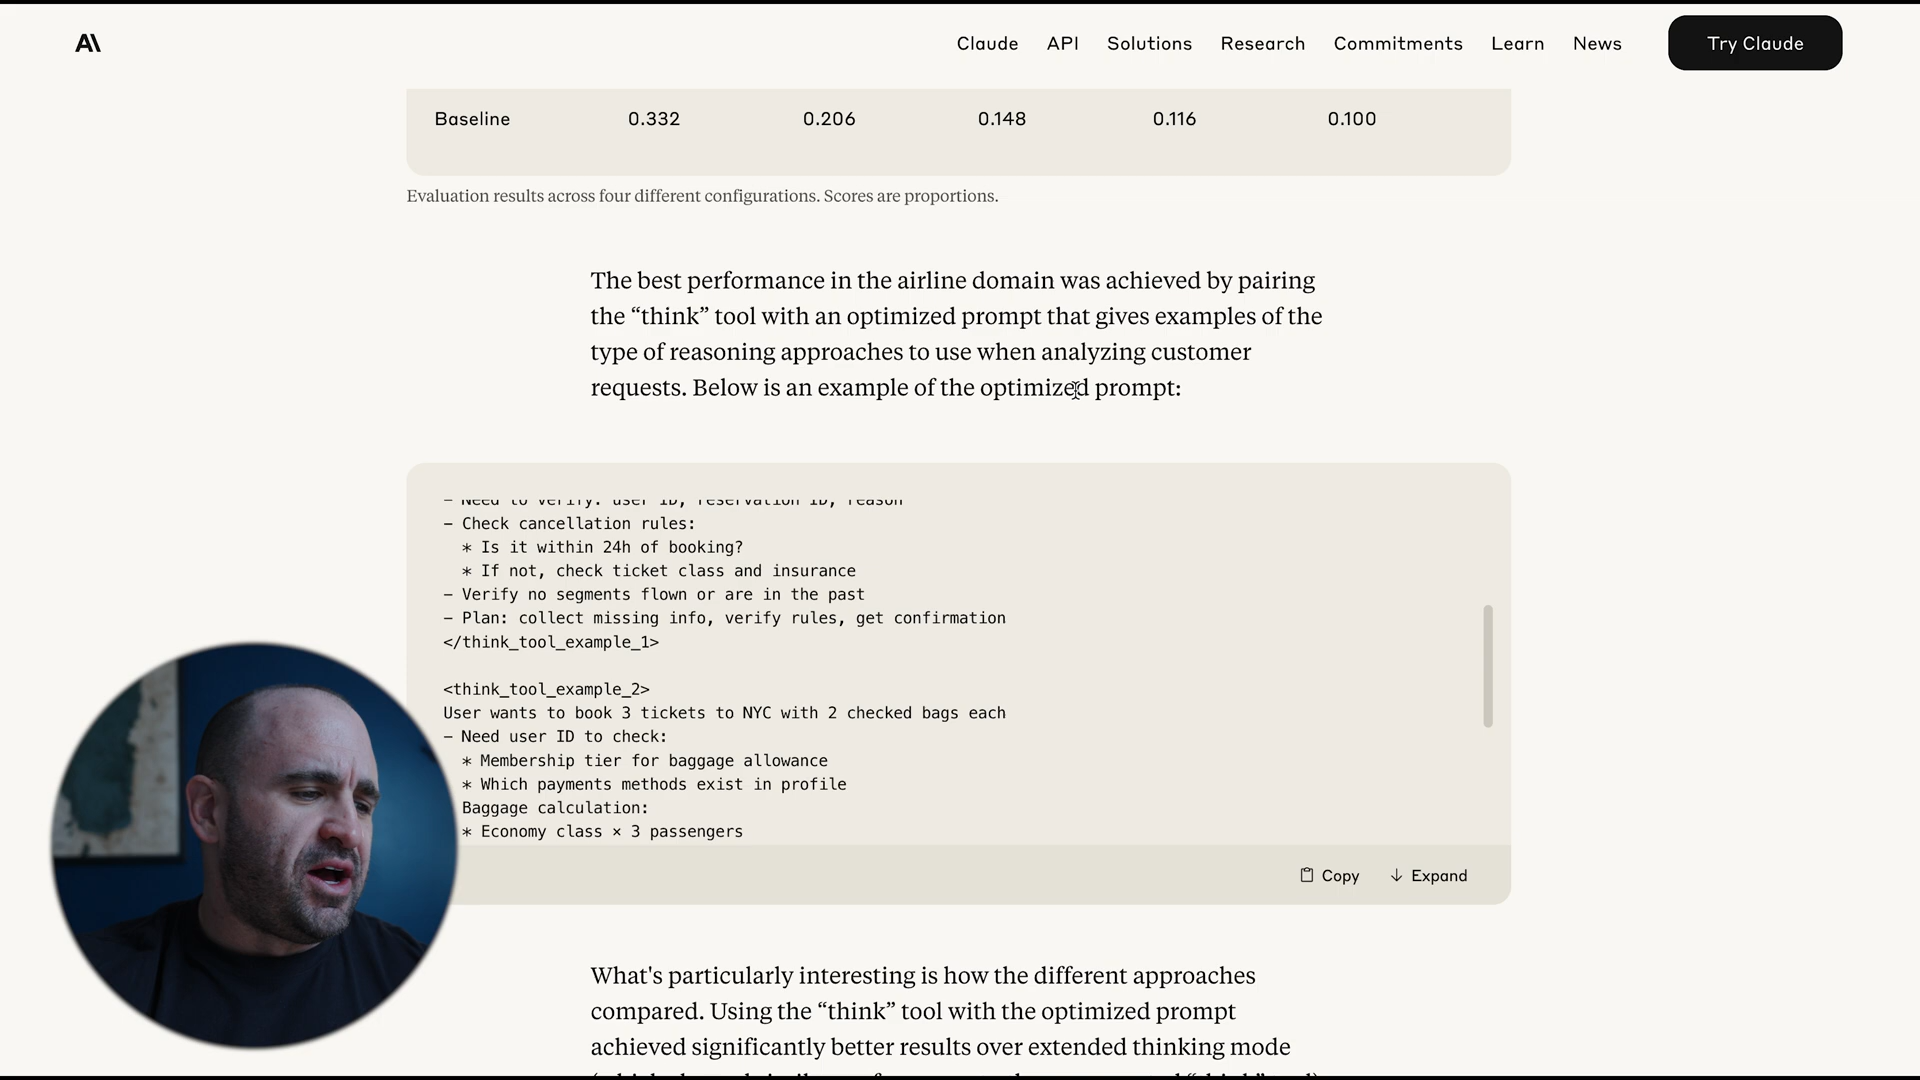 Claude API Solutions Research Commitments Learn News Try Claude
Baseline 0.332 0.206 0.148 0.116 0.100
Evaluation results across four different configurations. Scores are proportions.
The best performance in the airline domain was achieved by pairing
the “think” tool with an optimized prompt that gives examples of the
type of reasoning approaches to use when analyzing customer
requests. Below is an example of the optimized prompt:
- Need to verify: user ID, reservation ID, reason
- Check cancellation rules:
* Is it within 24h of booking?
* If not, check ticket class and insurance
- Verify no segments flown or are in the past
- Plan: collect missing info, verify rules, get confirmation
</think_tool_example_1>
<think_tool_example_2>
User wants to book 3 tickets to NYC with 2 checked bags each
- Need user ID to check:
* Membership tier for baggage allowance
* Which payments methods exist in profile
Baggage calculation:
* Economy class × 3 passengers
Copy Expand
What's particularly interesting is how the different approaches
compared. Using the “think” tool with the optimized prompt
achieved significantly better results over extended thinking mode